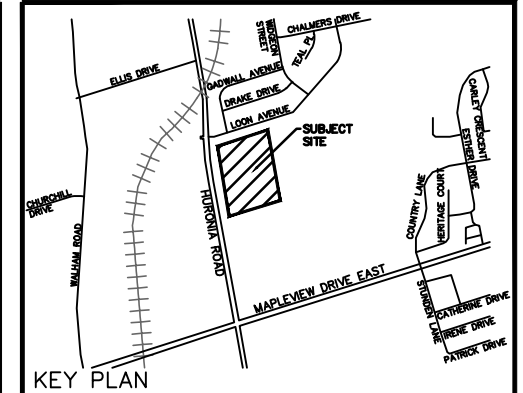 CHALMERS DRIVE
WIDGEON
STREET
TEAL PL
ELLIS DRIVE
GADWALL AVENUE
DRAKE DRIVE
LOON AVENUE
SUBJECT
SITE
CARLEY CRESCENT
ESTHER DRIVE
COUNTRY LANE
HERITAGE COURT
CHURCHILL
DRIVE
WALHAM ROAD
HURONIA ROAD
MAPLEVIEW DRIVE EAST
STUNDEN LANE
CATHERINE DRIVE
IRENE DRIVE
PATRICK DRIVE
KEY PLAN